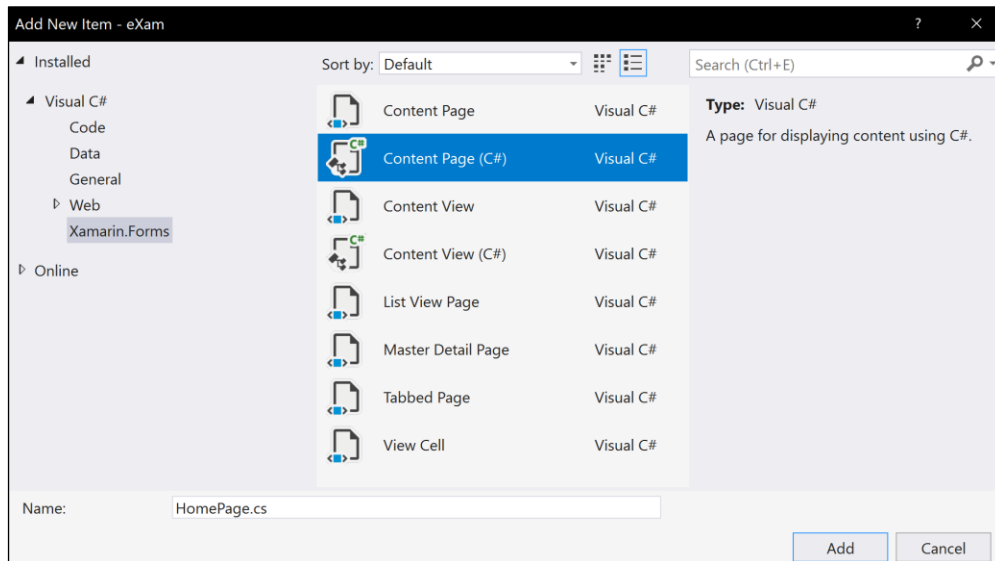 Add New Item - eXam
?
Installed
Visual C#
Code
Data
General
Web
Xamarin.Forms
Online
Sort by: Default
Content Page Visual C#
C# Content Page (C#) Visual C#
Content View Visual C#
C# Content View (C#) Visual C#
List View Page Visual C#
Master Detail Page Visual C#
Tabbed Page Visual C#
View Cell Visual C#
Search (Ctrl+E)
Type: Visual C#
A page for displaying content using C#.
Name: HomePage.cs
Add Cancel